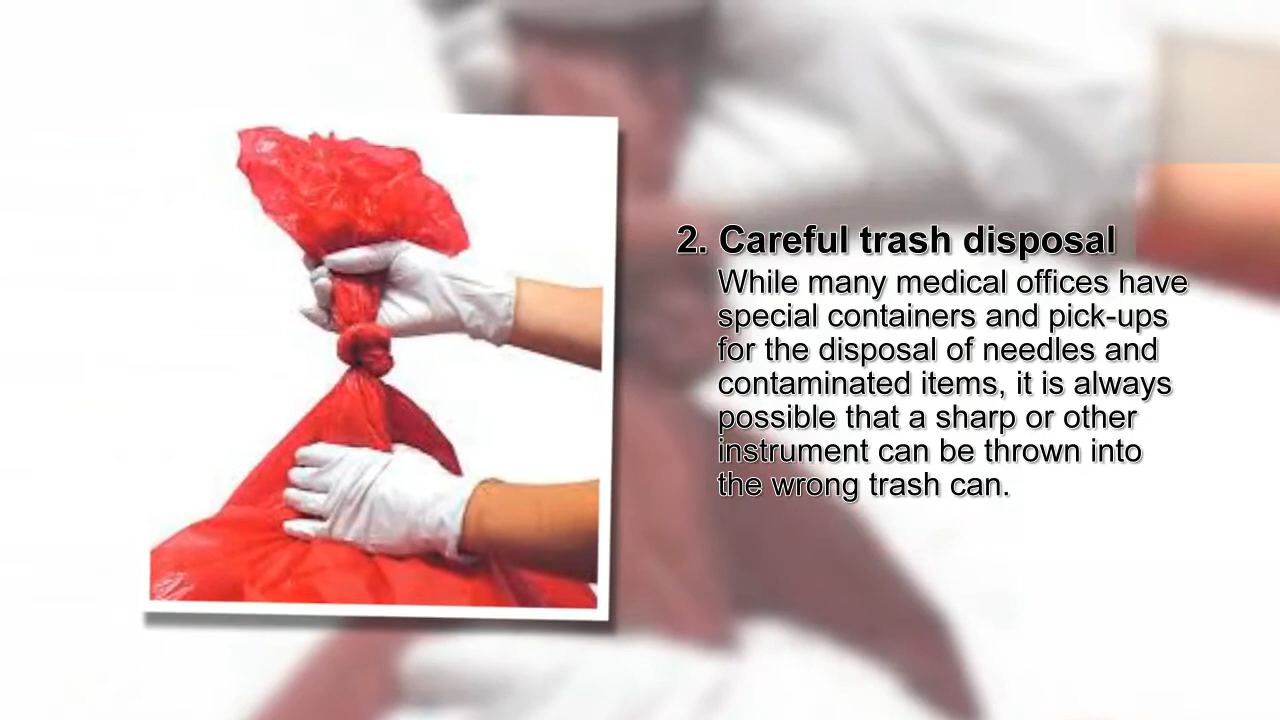 2. Careful trash disposal
While many medical offices have
special containers and pick-ups
for the disposal of needles and
contaminated items, it is always
possible that a sharp or other
instrument can be thrown into
the wrong trash can.